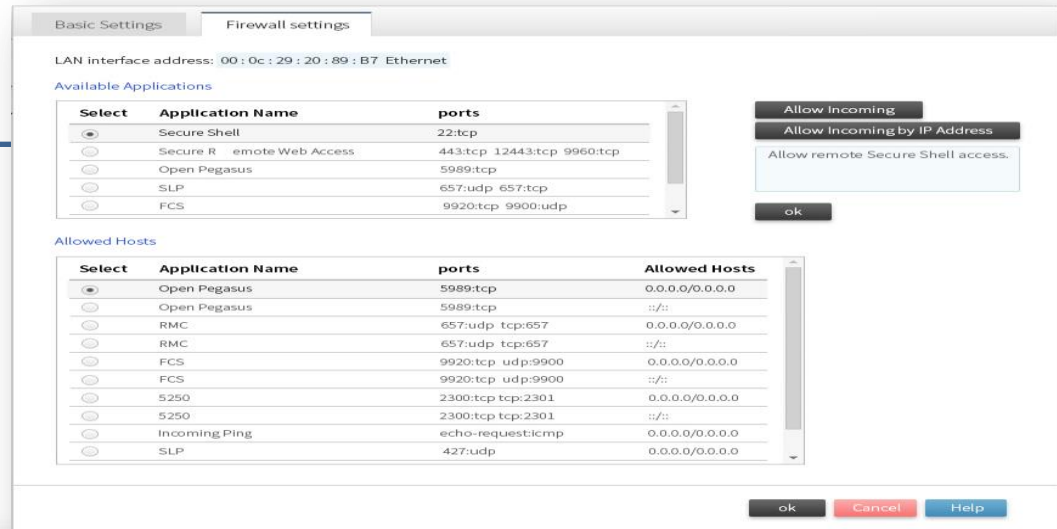 Basic Settings Firewall settings
LAN interface address: 00:0c:29:20:89:B7 Ethernet
Available Applications
Select Application Name ports
Secure Shell 22:tcp
Secure R emote Web Access 443:tcp 12443:tcp 9960:tcp
Open Pegasus 5989:tcp
SLP 657:udp 657:tcp
FCS 9920:tcp 9900:udp
Allow Incoming
Allow Incoming by IP Address
Allow remote Secure Shell access.
ok
Allowed Hosts
Select Application Name ports Allowed Hosts
Open Pegasus 5989:tcp 0.0.0.0/0.0.0.0
Open Pegasus 5989:tcp ::/::
RMC 657:udp tcp:657 0.0.0.0/0.0.0.0
RMC 657:udp tcp:657 ::/::
FCS 9920:tcp udp:9900 0.0.0.0/0.0.0.0
FCS 9920:tcp udp:9900 ::/::
5250 2300:tcp tcp:2301 0.0.0.0/0.0.0.0
5250 2300:tcp tcp:2301 ::/::
Incoming Ping echo-request:icmp 0.0.0.0/0.0.0.0
SLP 427:udp 0.0.0.0/0.0.0.0
ok Cancel Help